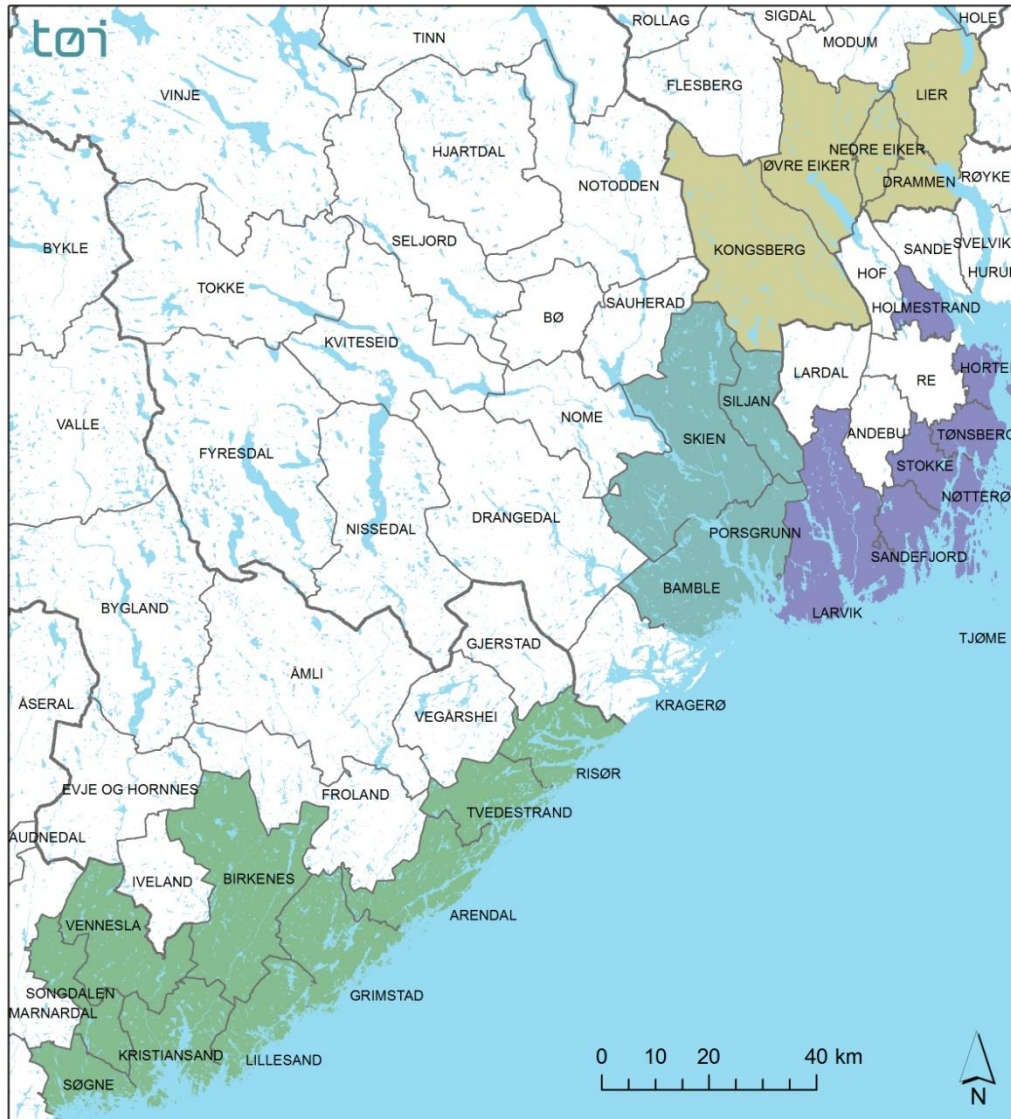 tøi
ROLLAG
SIGDAL
HOLE
TINN
MODUM
FLESBERG
VINJE
LIER
HJARTDAL
NEDRE EIKER
ØVRE EIKER
NOTODDEN
DRAMMEN
RØYKE
BYKLE
SELJORD
KONGSBERG
SANDE
SVELVIK
TOKKE
HOF
HURUM
SAUHERAD
HOLMESTRAND
BØ
KVITESEID
LARDAL
HORTEN
RE
VALLE
NOME
SILJAN
ANDEBU
TØNSBERG
SKIEN
FYRESDAL
STOKKE
NØTTERØ
DRANGEDAL
NISSEDAL
PORSGRUNN
SANDEFJORD
BAMBLE
BYGLAND
LARVIK
TJØME
GJERSTAD
ÅMLI
ÅSERAL
KRAGERØ
VEGÅRSHEI
RISØR
EVJE OG HORNNES
FROLAND
TVEDESTRAND
AUDNEDAL
IVELAND
BIRKENES
VENNESLA
ARENDAL
SONGDALEN
GRIMSTAD
MARNARDAL
KRISTIANSAND
LILLESAND
SØGNE
0 10 20 40 km
N